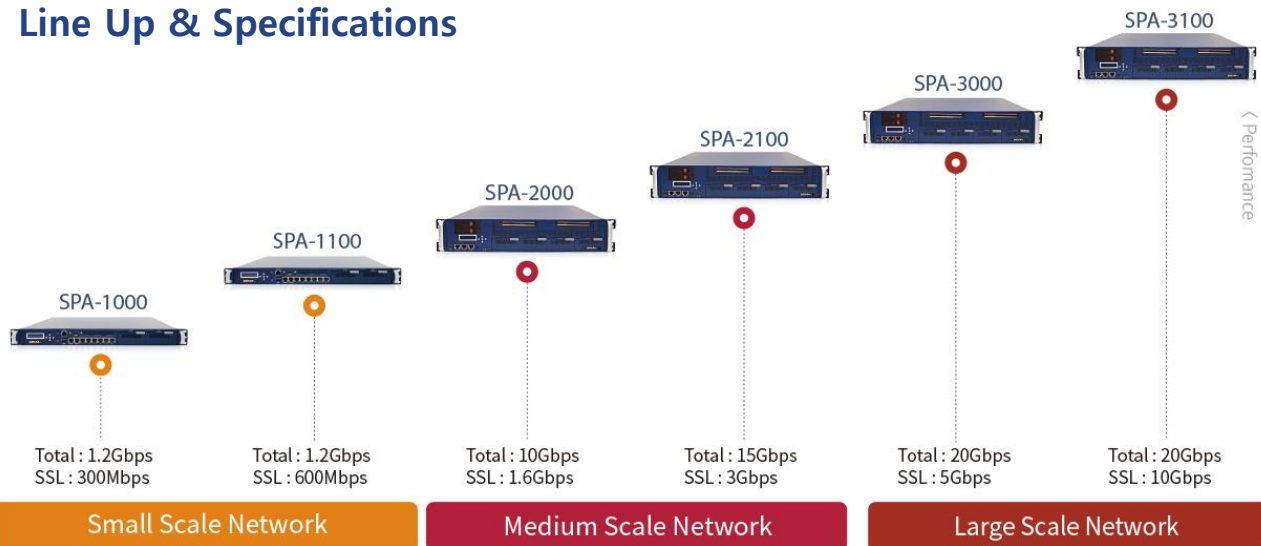 Line Up & Specifications
SPA-3100
SPA-3000
〈 Perfomance
SPA-2100
SPA-2000
SPA-1100
SPA-1000
Total : 1.2Gbps
SSL : 300Mbps
Total : 1.2Gbps
SSL : 600Mbps
Total : 10Gbps
SSL : 1.6Gbps
Total : 15Gbps
SSL : 3Gbps
Total : 20Gbps
SSL : 5Gbps
Total : 20Gbps
SSL : 10Gbps
Small Scale Network
Medium Scale Network
Large Scale Network